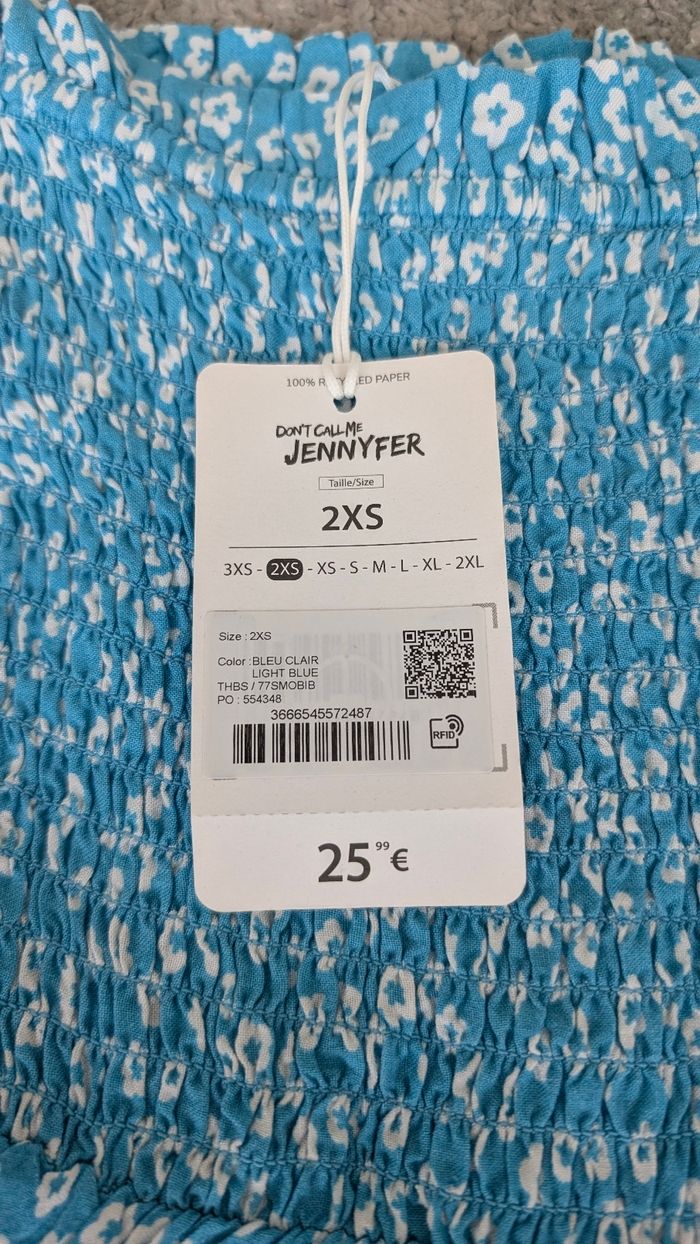 100% RECYCLED PAPER
DON'T CALL ME
JENNYFER
Taille/Size
2XS
3XS - 2XS - XS - S - M - L - XL - 2XL
Size : 2XS
Color : BLEU CLAIR
LIGHT BLUE
THBS / 77SMOBIB
PO : 554348
3666545572487
RFID
25 99 €